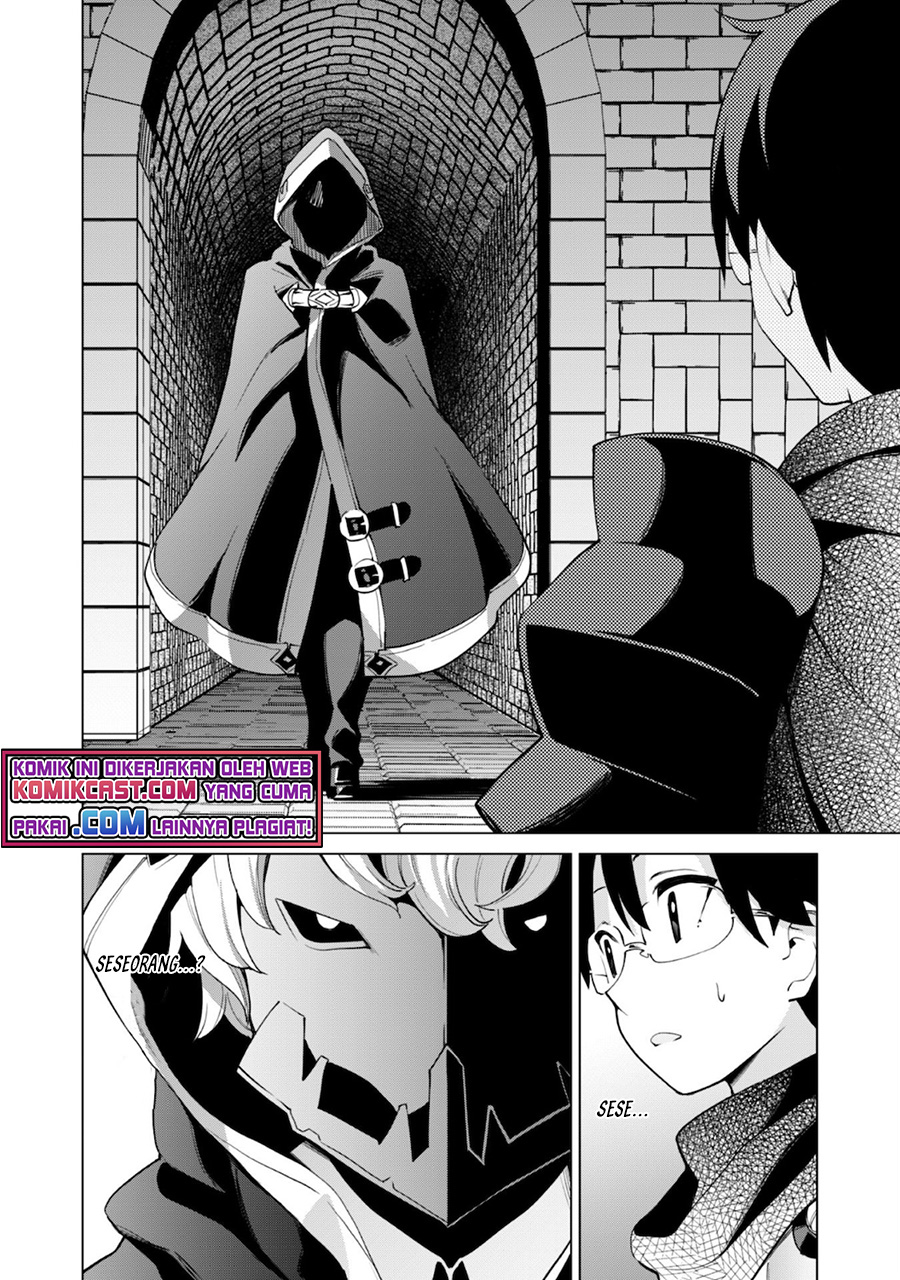 KOMIK INI DIKERJAKAN OLEH WEB
KOMIKCAST.COM YANG CUMA
PAKAI .COM LAINNYA PLAGIAT!
SESE...
SESEORANG...?